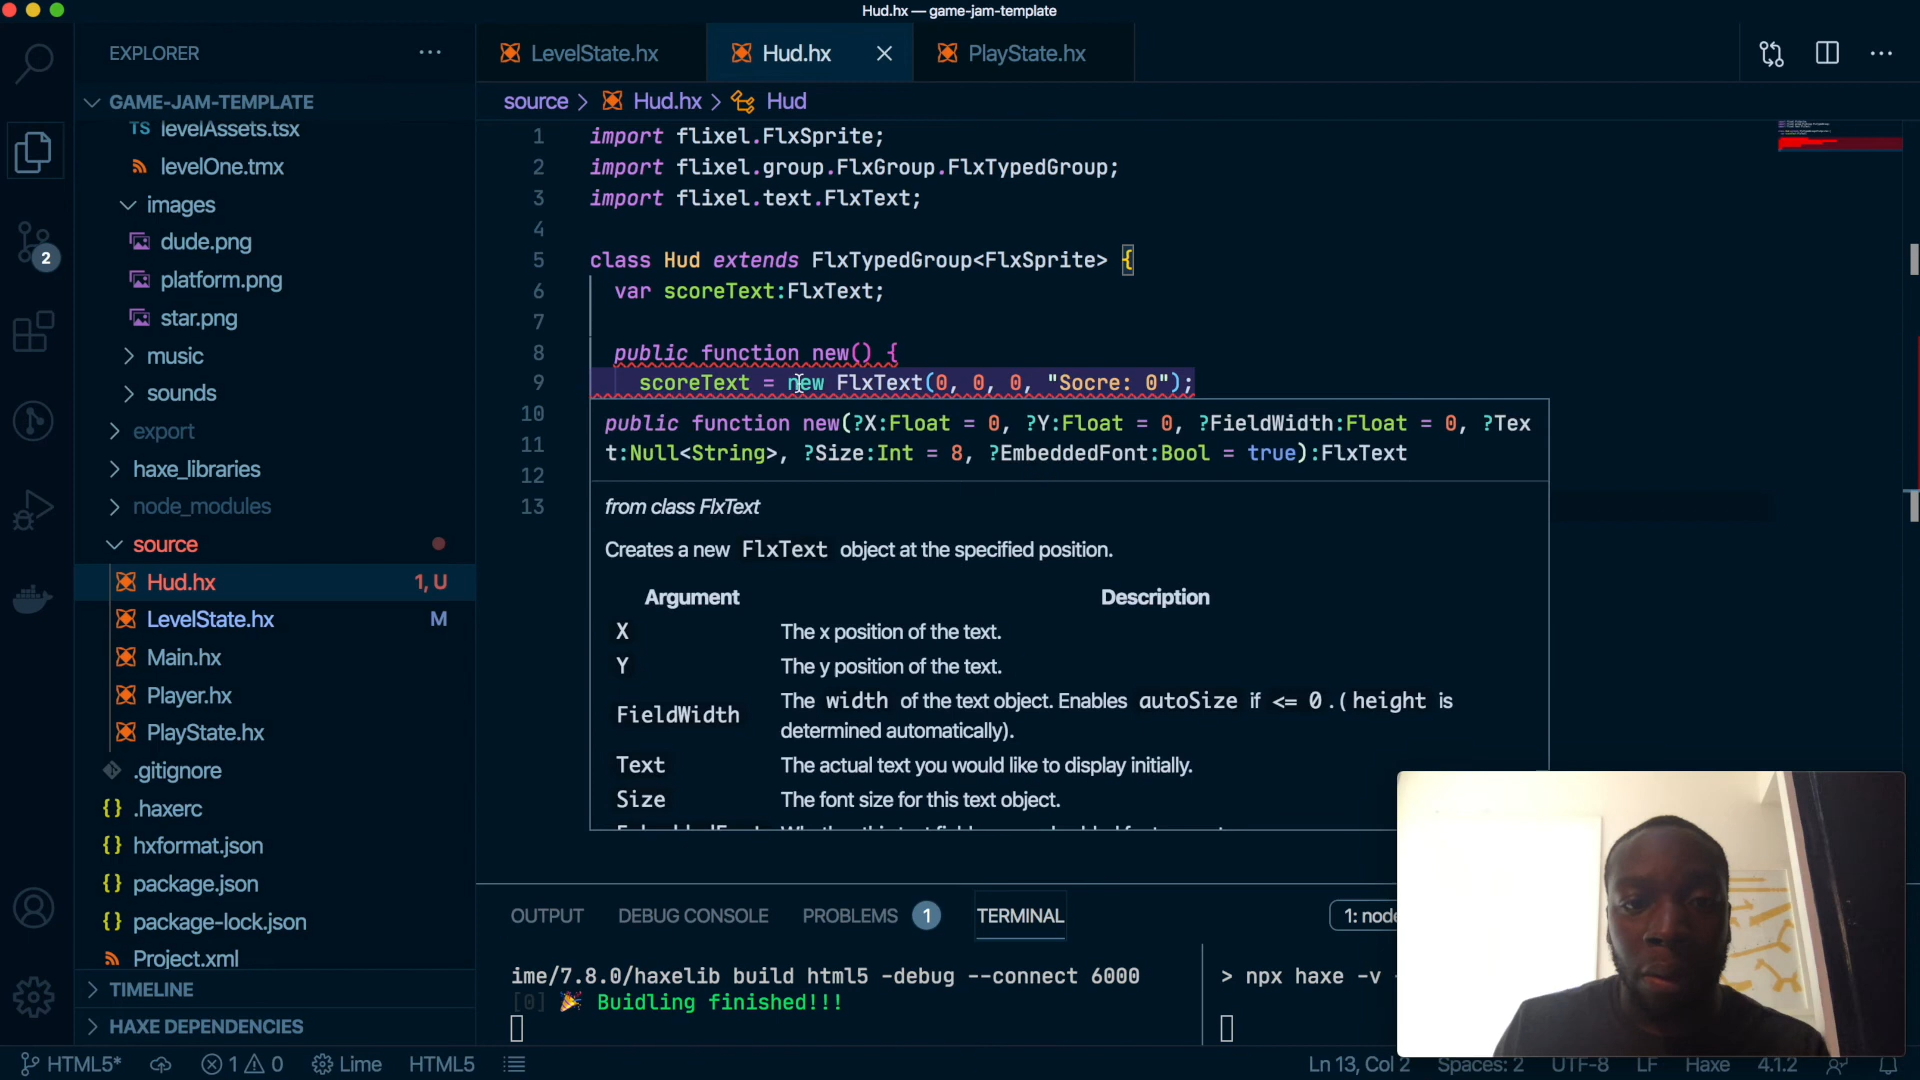 Hud.hx — game-jam-template
EXPLORER
LevelState.hx
Hud.hx
PlayState.hx
GAME-JAM-TEMPLATE
TS levelAssets.tsx
levelOne.tmx
images
dude.png
platform.png
star.png
music
sounds
export
haxe_libraries
node_modules
source
Hud.hx 1, U
LevelState.hx M
Main.hx
Player.hx
PlayState.hx
.gitignore
{} .haxerc
{} hxformat.json
{} package.json
{} package-lock.json
Project.xml
TIMELINE
HAXE DEPENDENCIES
2
source > Hud.hx > Hud
1 import flixel.FlxSprite;
2 import flixel.group.FlxGroup.FlxTypedGroup;
3 import flixel.text.FlxText;
4
5 class Hud extends FlxTypedGroup<FlxSprite> {
6 var scoreText:FlxText;
7
8 public function new() {
9 scoreText = new FlxText(0, 0, 0, "Socre: 0");
10
11
12
13
public function new(?X:Float = 0, ?Y:Float = 0, ?FieldWidth:Float = 0, ?Tex
t:Null<String>, ?Size:Int = 8, ?EmbeddedFont:Bool = true):FlxText
from class FlxText
Creates a new FlxText object at the specified position.
Argument Description
X The x position of the text.
Y The y position of the text.
FieldWidth The width of the text object. Enables autoSize if <= 0.(height is
determined automatically).
Text The actual text you would like to display initially.
Size The font size for this text object.
OUTPUT DEBUG CONSOLE PROBLEMS 1 TERMINAL
1: node
ime/7.8.0/haxelib build html5 -debug --connect 6000
[0] 🎉 Buidling finished!!!
> npx haxe -v
HTML5* 1 0 Lime HTML5
Ln 13, Col 2 Spaces: 2 UTF-8 LF Haxe 4.1.2